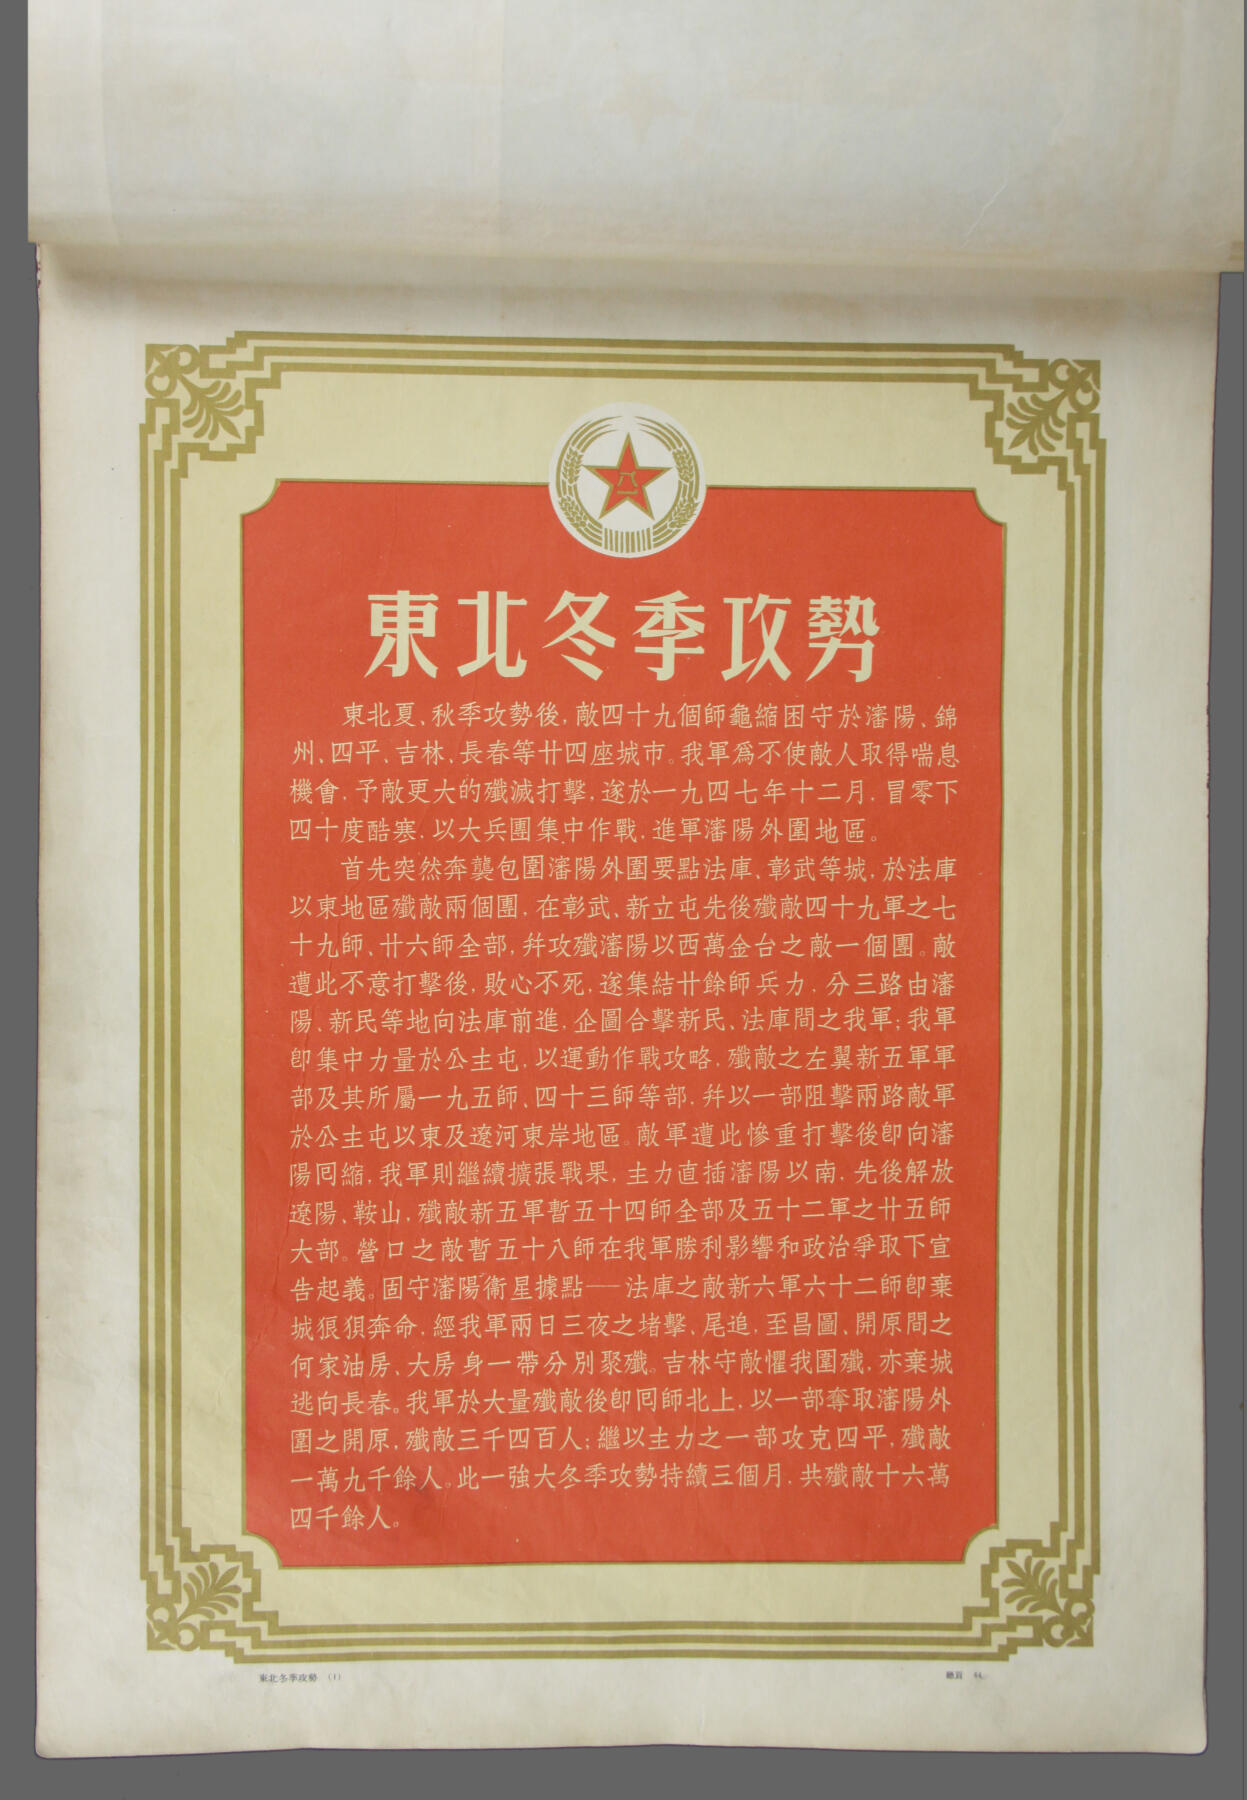 八一
東北冬季攻勢
東北夏、秋季攻勢後，敵四十九個師龜縮困守於瀋陽、錦
州、四平、吉林、長春等廿四座城市。我軍爲不使敵人取得喘息
機會，予敵更大的殲滅打擊，遂於一九四七年十二月，冒零下
四十度酷寒，以大兵團集中作戰，進軍瀋陽外圍地區。
首先突然奔襲包圍瀋陽外圍要點法庫、彰武等城，於法庫
以東地區殲敵兩個團，在彰武、新立屯先後殲敵四十九軍之七
十九師、廿六師全部，幷攻殲瀋陽以西萬金台之敵一個團。敵
遭此不意打擊後，敗心不死，遂集結廿餘師兵力，分三路由瀋
陽、新民等地向法庫前進，企圖合擊新民、法庫間之我軍；我軍
卽集中力量於公主屯，以運動作戰攻略，殲敵之左翼新五軍軍
部及其所屬一九五師、四十三師等部，幷以一部阻擊兩路敵軍
於公主屯以東及遼河東岸地區。敵軍遭此慘重打擊後卽向瀋
陽囘縮，我軍則繼續擴張戰果，主力直插瀋陽以南，先後解放
遼陽、鞍山，殲敵新五軍暫五十四師全部及五十二軍之廿五師
大部。營口之敵暫五十八師在我軍勝利影響和政治爭取下宣
告起義。固守瀋陽衛星據點——法庫之敵新六軍六十二師卽棄
城狼狽奔命，經我軍兩日三夜之堵擊、尾追，至昌圖、開原間之
何家油房、大房身一帶分別聚殲。吉林守敵懼我圍殲，亦棄城
逃向長春。我軍於大量殲敵後卽囘師北上，以一部奪取瀋陽外
圍之開原，殲敵三千四百人；繼以主力之一部攻克四平，殲敵
一萬九千餘人。此一強大冬季攻勢持續三個月，共殲敵十六萬
四千餘人。
東北冬季攻勢 (1)
總頁 64